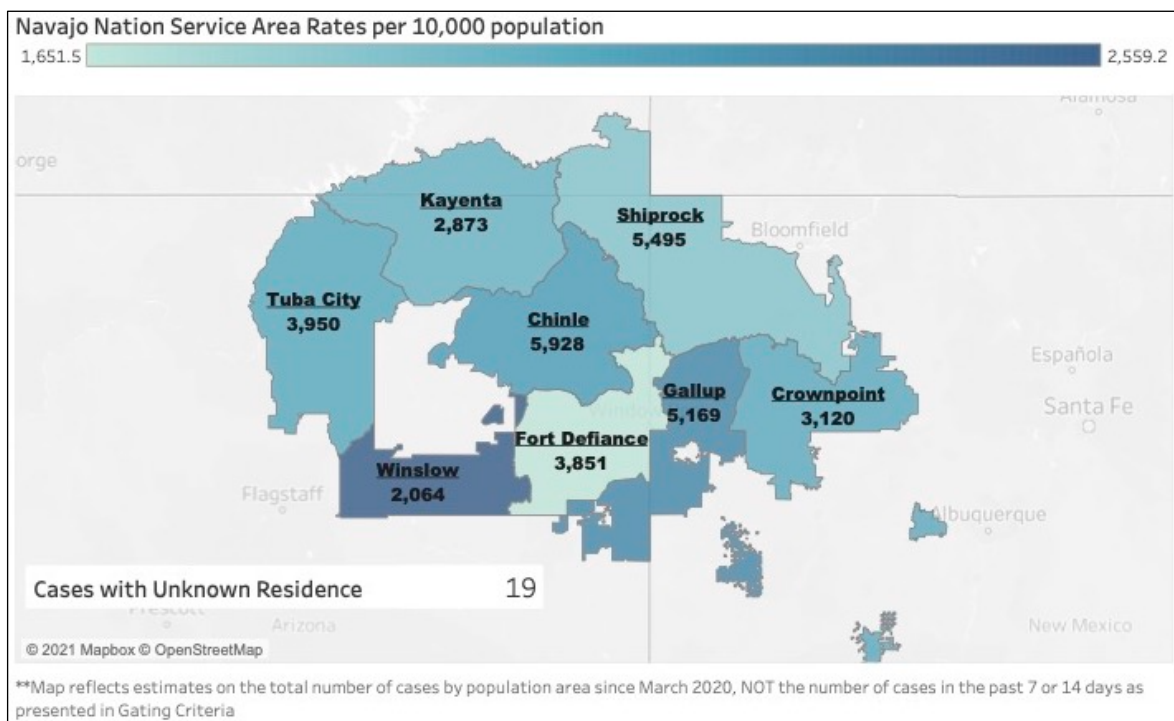 Navajo Nation Service Area Rates per 10,000 population
1,651.5
2,559.2
Alamosa
orge
Kayenta
2,873
Shiprock
5,495
Bloomfield
Tuba City
3,950
Chinle
5,928
Española
Gallup
5,169
Crownpoint
3,120
Santa Fe
Window
Fort Defiance
3,851
Winslow
2,064
Flagstaff
Albuquerque
Cases with Unknown Residence 19
Prescott
Arizona
New Mexico
© 2021 Mapbox © OpenStreetMap
**Map reflects estimates on the total number of cases by population area since March 2020, NOT the number of cases in the past 7 or 14 days as
presented in Gating Criteria